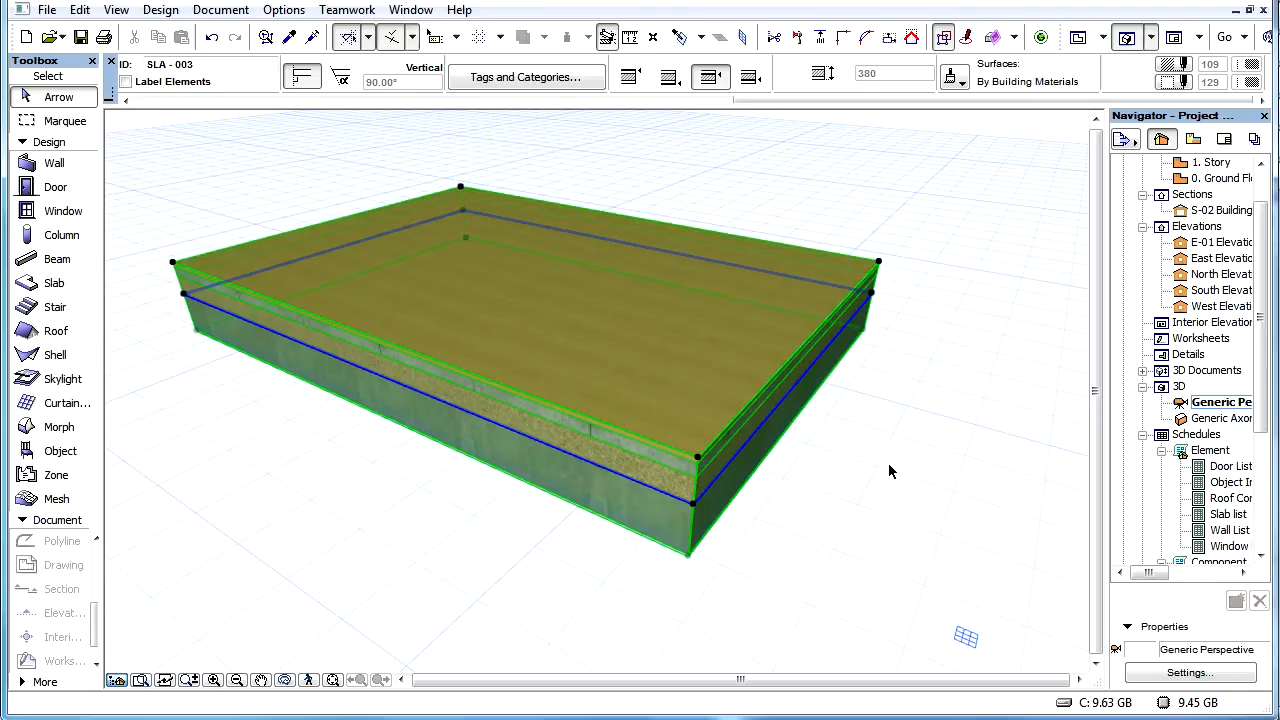 File Edit View Design Document Options Teamwork Window Help
Go
Toolbox
Select
Arrow
Marquee
Design
Wall
Door
Window
Column
Beam
Slab
Stair
Roof
Shell
Skylight
Curtain...
Morph
Object
Zone
Mesh
Document
Polyline
Drawing
Section
Elevat...
Interi...
Works...
More
ID: SLA - 003
Label Elements
Vertical
90.00°
Tags and Categories...
380
Surfaces:
By Building Materials
109
129
Navigator - Project ...
1. Story
0. Ground Fl
Sections
S-02 Building
Elevations
E-01 Elevatic
East Elevatic
North Elevat
South Elevat
West Elevati
Interior Elevation
Worksheets
Details
3D Documents
3D
Generic Pe
Generic Axor
Schedules
Element
Door List
Object Ir
Roof Cor
Slab list
Wall List
Window
Component
Properties
Generic Perspective
Settings...
C: 9.63 GB 9.45 GB